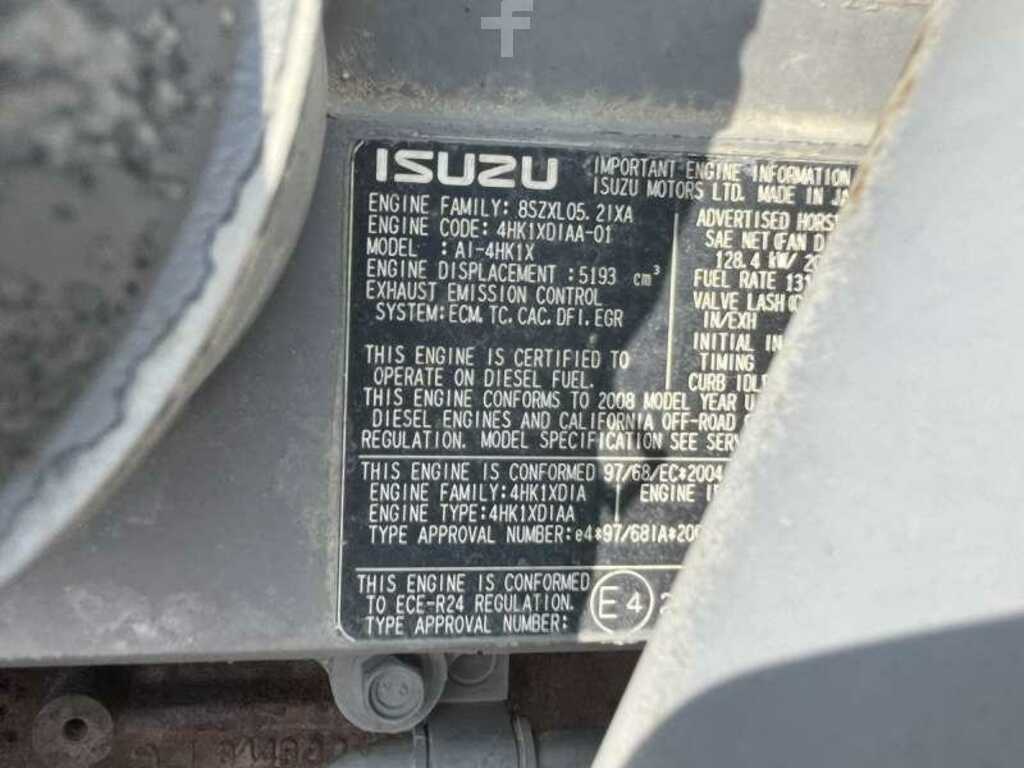 ISUZU
IMPORTANT ENGINE INFORMATION
ISUZU MOTORS LTD. MADE IN
ENGINE FAMILY: 8SZXL05.2IXA
ENGINE CODE: 4HK1XDIAA-01
MODEL : AI-4HK1X
ENGINE DISPLACEMENT :5193 cm³
EXHAUST EMISSION CONTROL
SYSTEM:ECM.TC.CAC.DFI.EGR
ADVERTISED
SAE NET(FAN
128.4 kW/
FUEL RATE
VALVE LASH
IN/EXH
INITIAL
TIMING
CURB
THIS ENGINE IS CERTIFIED TO
OPERATE ON DIESEL FUEL.
THIS ENGINE CONFORMS TO 2008 MODEL YEAR
DIESEL ENGINES AND CALIFORNIA OFF-ROAD
REGULATION. MODEL SPECIFICATION SEE
THIS ENGINE IS CONFORMED 97/68/EC*2004
ENGINE FAMILY:4HK1XDIA ENGINE
ENGINE TYPE:4HK1XDIAA
TYPE APPROVAL NUMBER:e4*97/68IA*
THIS ENGINE IS CONFORMED
TO ECE-R24 REGULATION. E4
TYPE APPROVAL NUMBER: